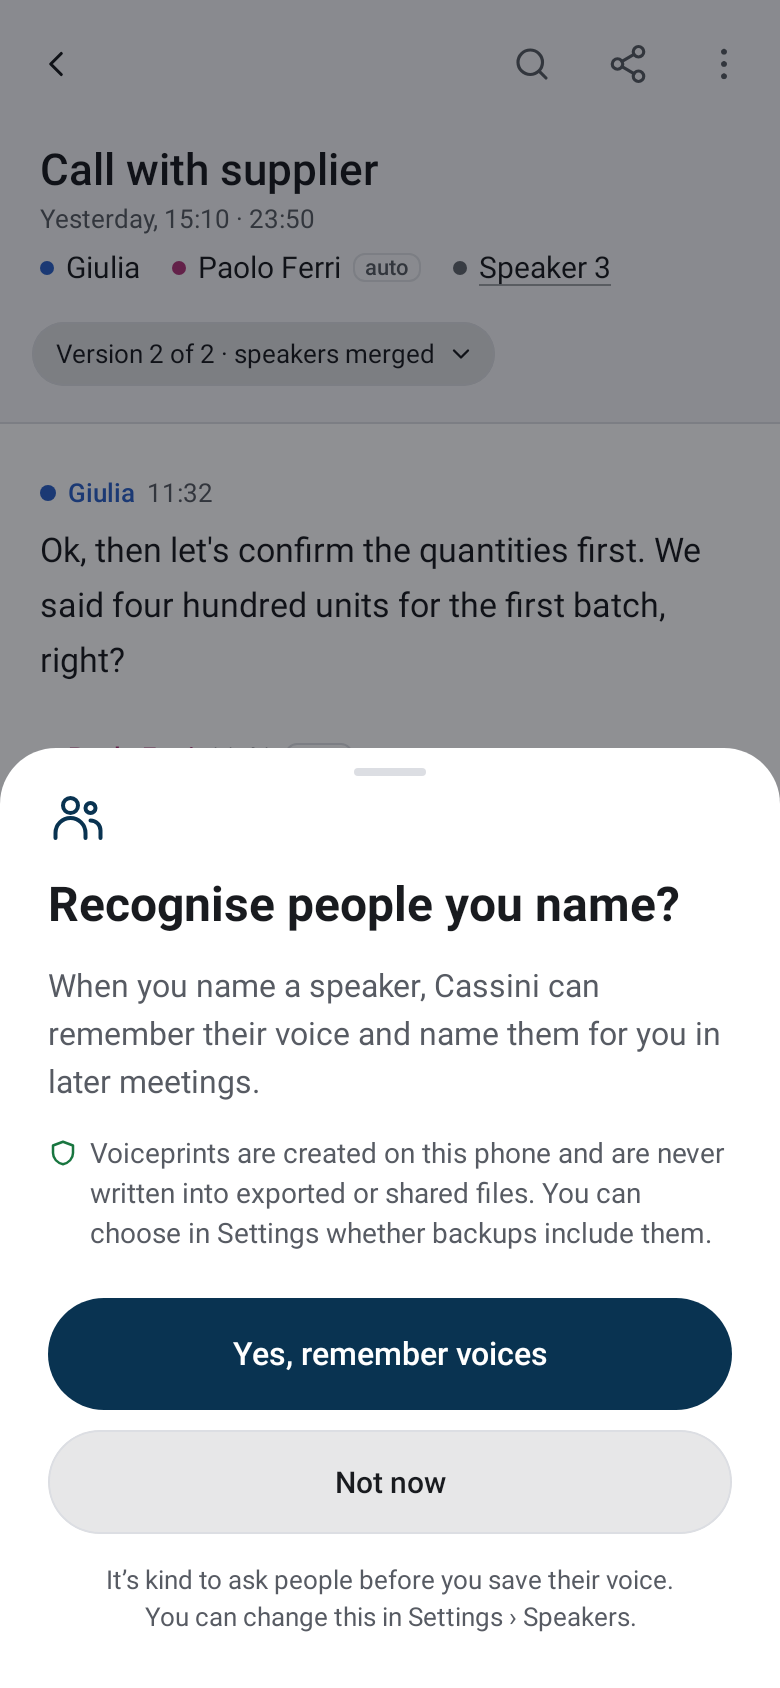 Call with supplier
Yesterday, 15:10 · 23:50
Giulia Paolo Ferri auto Speaker 3
Version 2 of 2 · speakers merged
Giulia 11:32
Ok, then let's confirm the quantities first. We
said four hundred units for the first batch,
right?
Recognise people you name?
When you name a speaker, Cassini can
remember their voice and name them for you in
later meetings.
Voiceprints are created on this phone and are never
written into exported or shared files. You can
choose in Settings whether backups include them.
Yes, remember voices
Not now
It’s kind to ask people before you save their voice.
You can change this in Settings › Speakers.